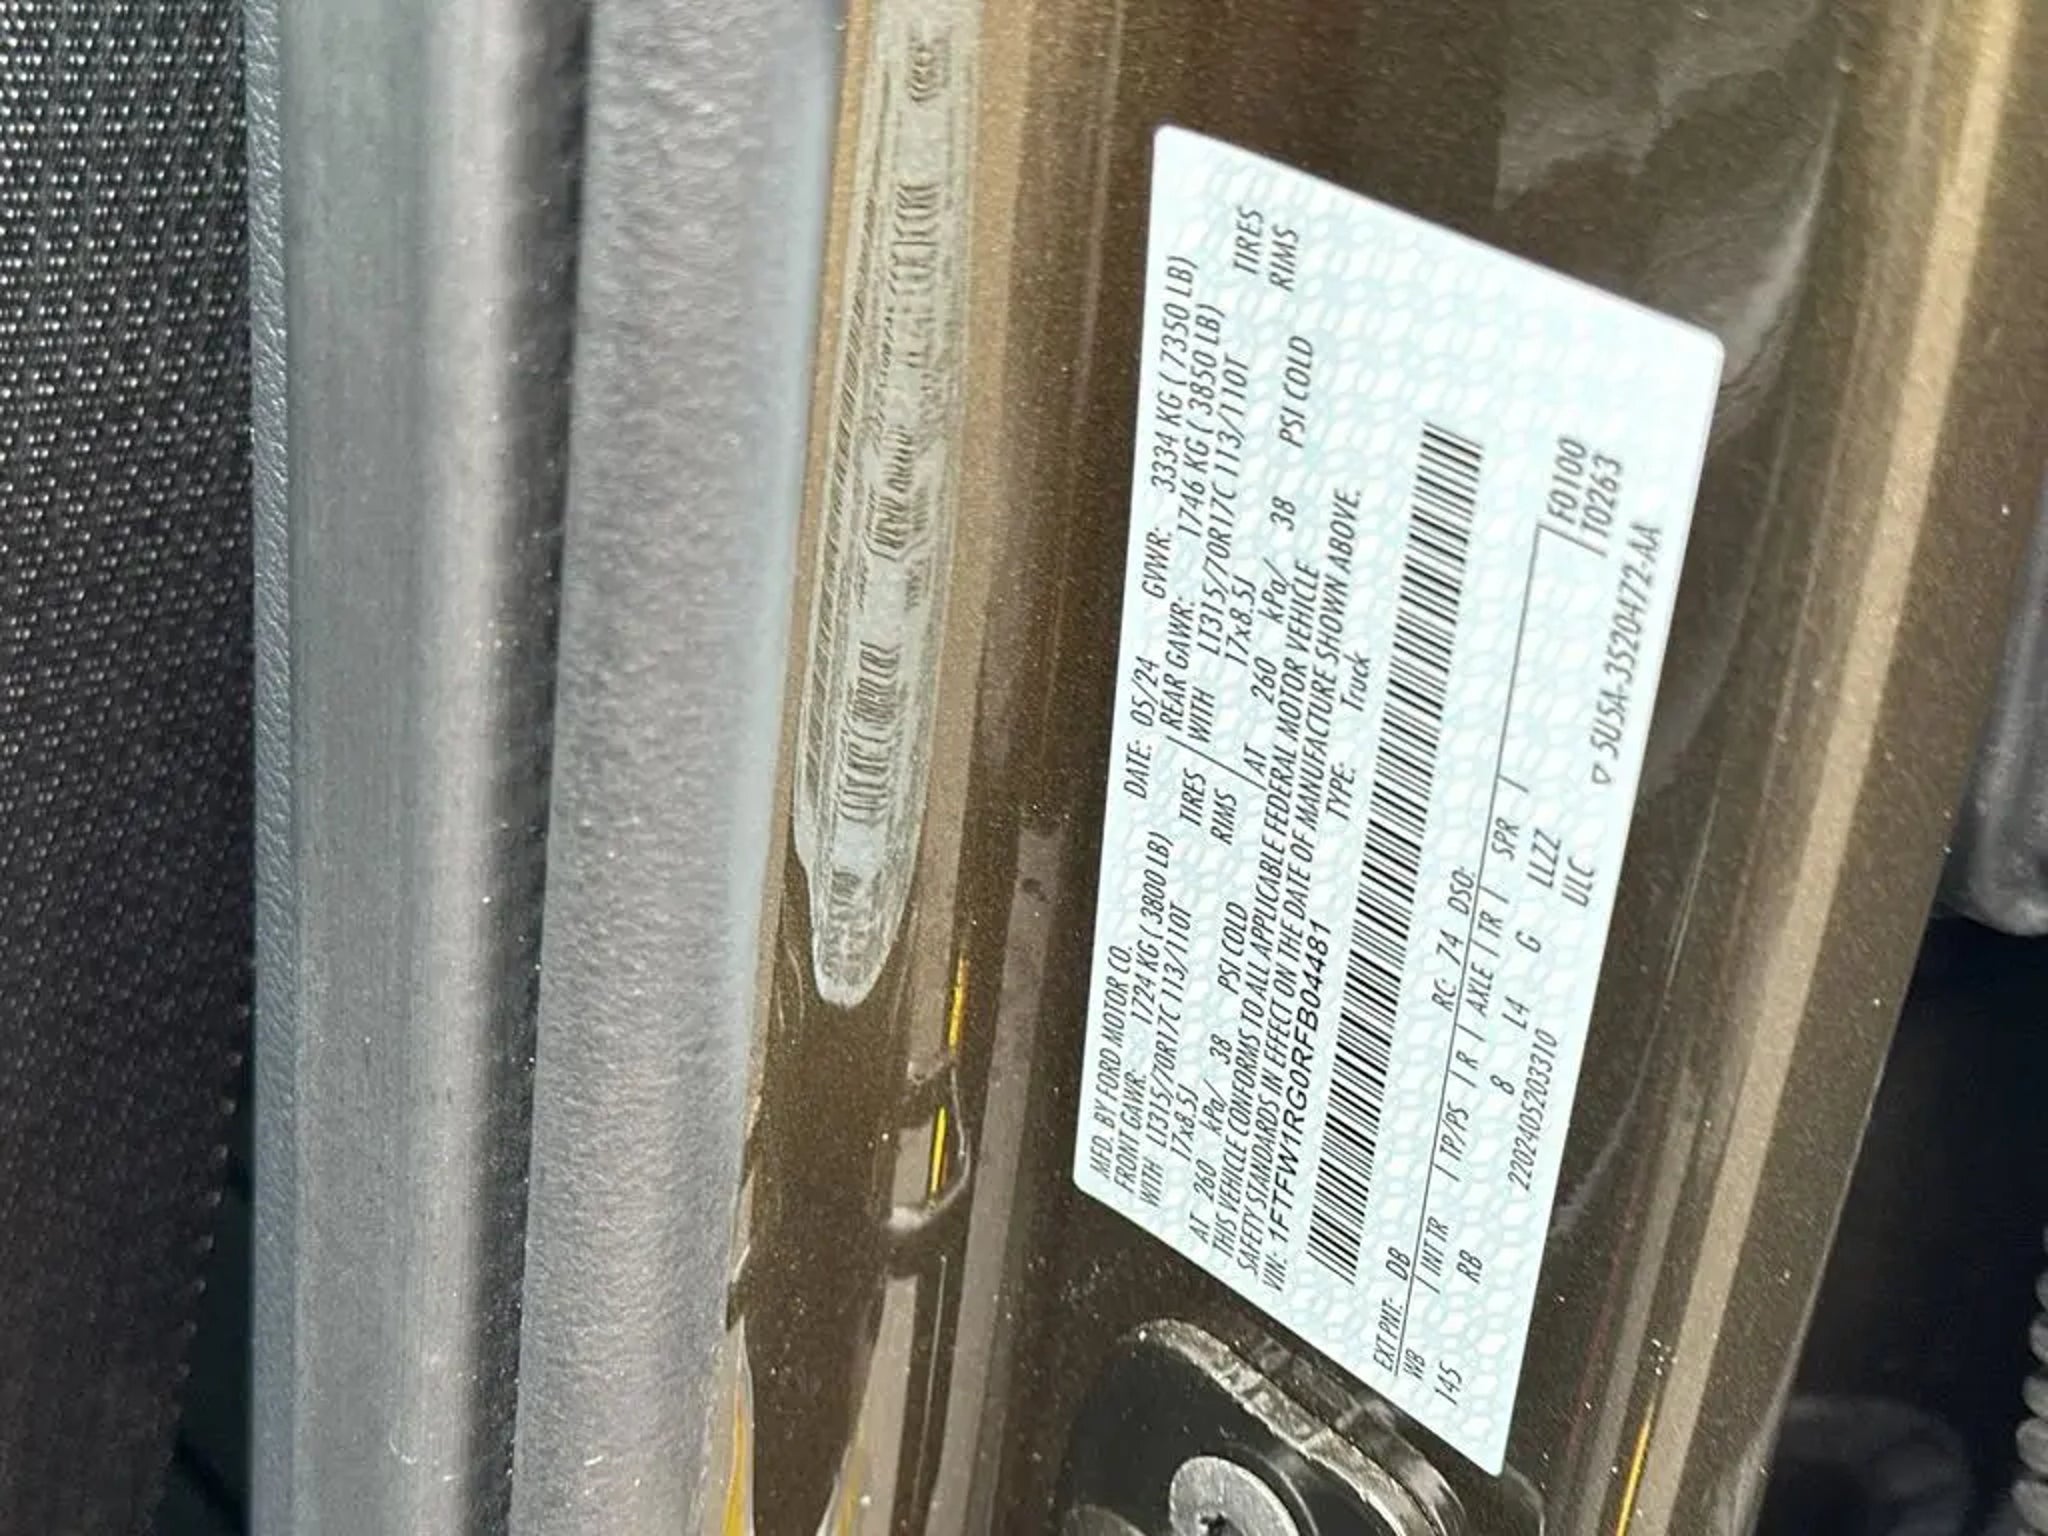 MFD. BY FORD MOTOR CO.
DATE: 05/24 GVWR: 3334 KG ( 7350 LB)
FRONT GAWR: 1724 KG ( 3800 LB) REAR GAWR: 1746 KG ( 3850 LB)
WITH LT315/70R17C 113/110T TIRES WITH LT315/70R17C 113/110T TIRES
17x8.5J RIMS 17x8.5J RIMS
AT 260 kPa/ 38 PSI COLD AT 260 kPa/ 38 PSI COLD
THIS VEHICLE CONFORMS TO ALL APPLICABLE FEDERAL MOTOR VEHICLE
SAFETY STANDARDS IN EFFECT ON THE DATE OF MANUFACTURE SHOWN ABOVE.
VIN: 1FTFW1RG0RFB04481 TYPE: Truck
EXT PNT: DB RC: 74 DSO: F0100
WB INT TR TP/PS R AXLE TR SPR T0263
145 RB 8 L4 G LLZZ
2202405203310 ULC
▽ 5U5A-3520472-AA